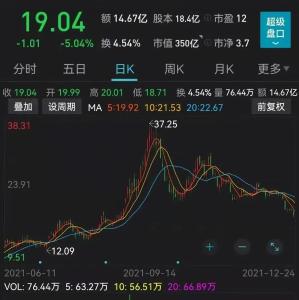 19.04 额 14.67亿 股本 18.4亿 市盈 12
-1.01 -5.04% 换 4.54% 市值 350亿 市净 3.7
超级
盘口
分时 五日 日K 周K 月K 更多
收 19.04 开 19.99 高 20.01 低 18.71 换 4.54% 量 76.44万 额 14.67亿
叠加 设周期 MA 5:19.92 10:21.53 20:22.67 前复权
38.31
37.25
23.91
12.09
9.51
2021-06-11 2021-09-14 2021-12-24
VOL: 76.44万 5: 63.27万 10: 56.51万 20: 66.89万